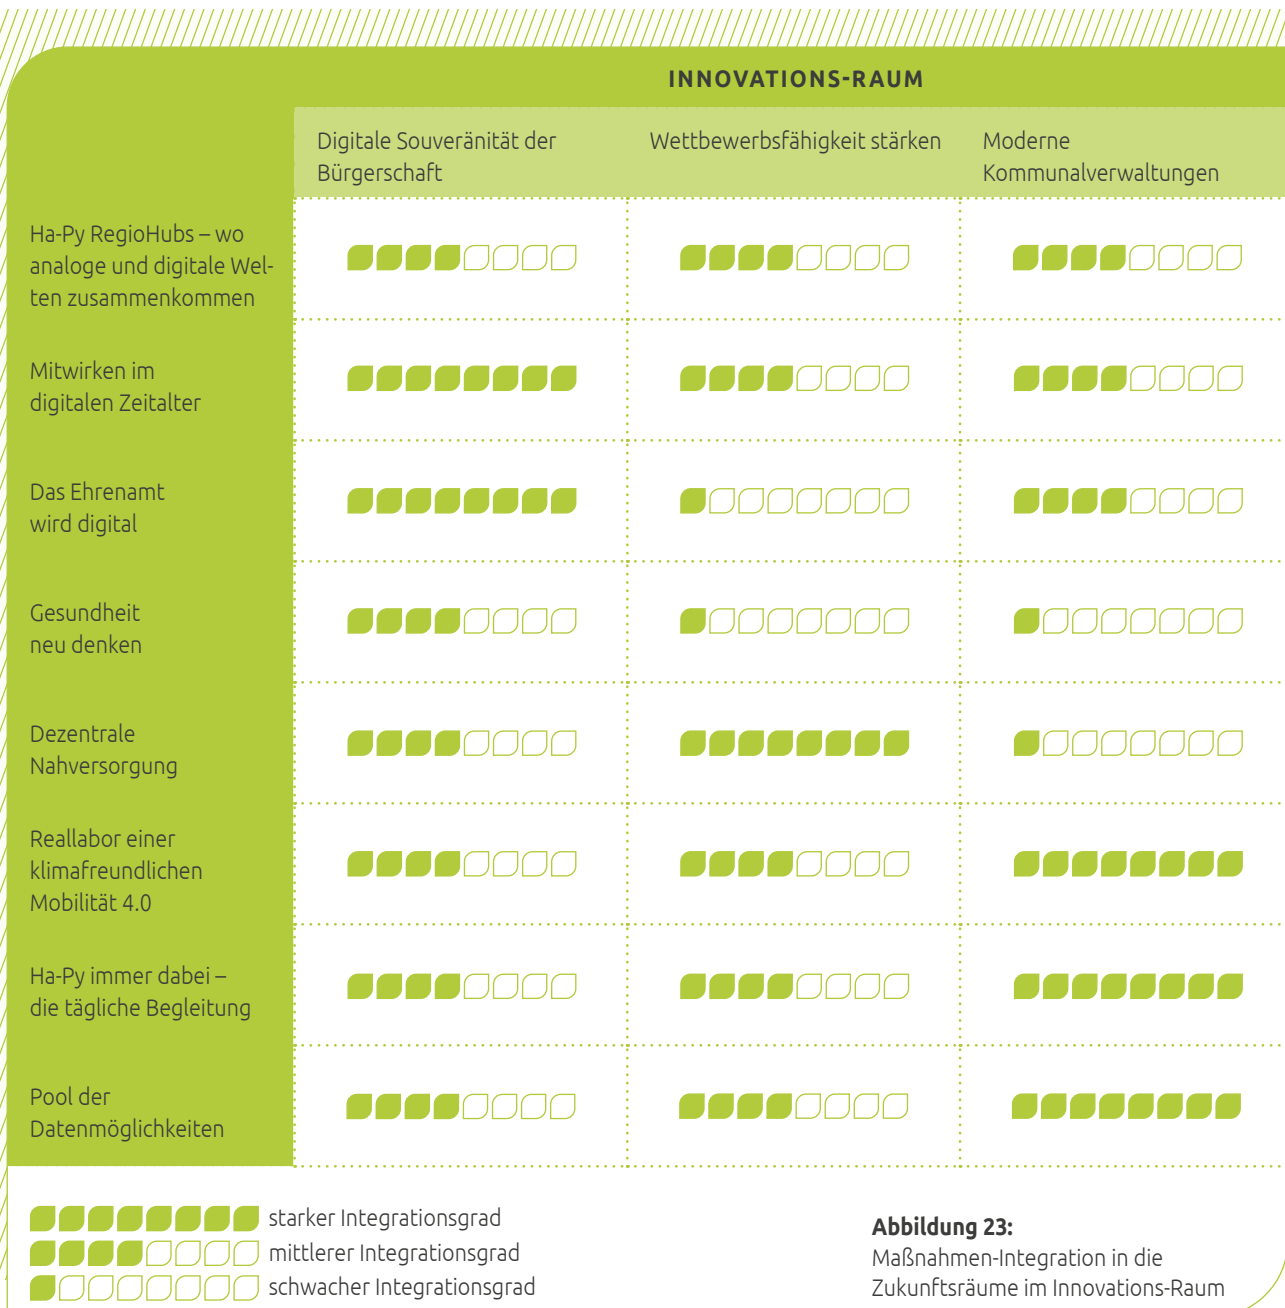 INNOVATIONS-RAUM
Digitale Souveränität der
Bürgerschaft
Wettbewerbsfähigkeit stärken
Moderne
Kommunalverwaltungen
Ha-Py RegioHubs – wo
analoge und digitale Wel-
ten zusammenkommen
Mitwirken im
digitalen Zeitalter
Das Ehrenamt
wird digital
Gesundheit
neu denken
Dezentrale
Nahversorgung
Reallabor einer
klimafreundlichen
Mobilität 4.0
Ha-Py immer dabei –
die tägliche Begleitung
Pool der
Datenmöglichkeiten
starker Integrationsgrad
mittlerer Integrationsgrad
schwacher Integrationsgrad
Abbildung 23:
Maßnahmen-Integration in die
Zukunftsräume im Innovations-Raum